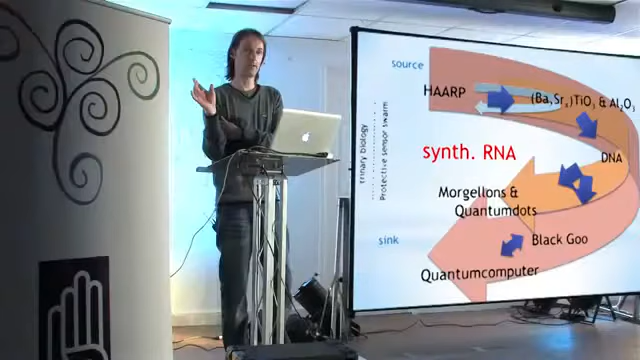 source
HAARP
(Ba,Sr,)TiO, & Al₂O₃
trinary biology
Protective sensor swarm
synth. RNA
DNA
Morgellons &
Quantumdots
sink
Black Goo
Quantumcomputer